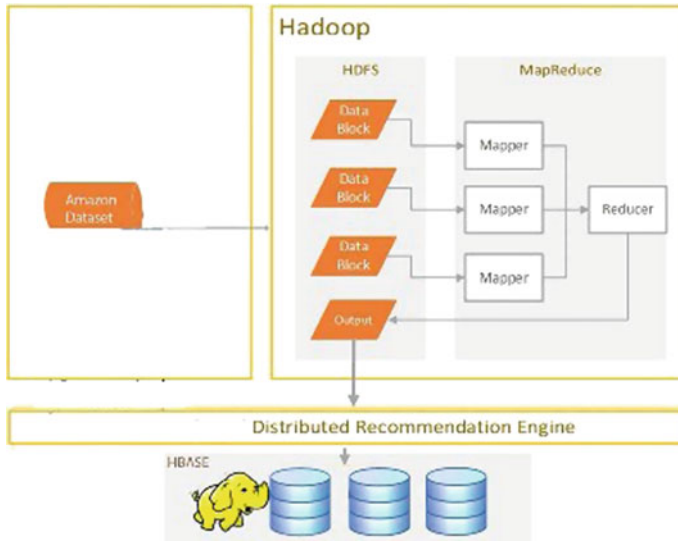 Hadoop
HDFS
MapReduce
Data
Block
Mapper
Data
Block
Mapper
Amazon
Dataset
Reducer
Data
Block
Mapper
Output
Distributed Recommendation Engine
HBASE